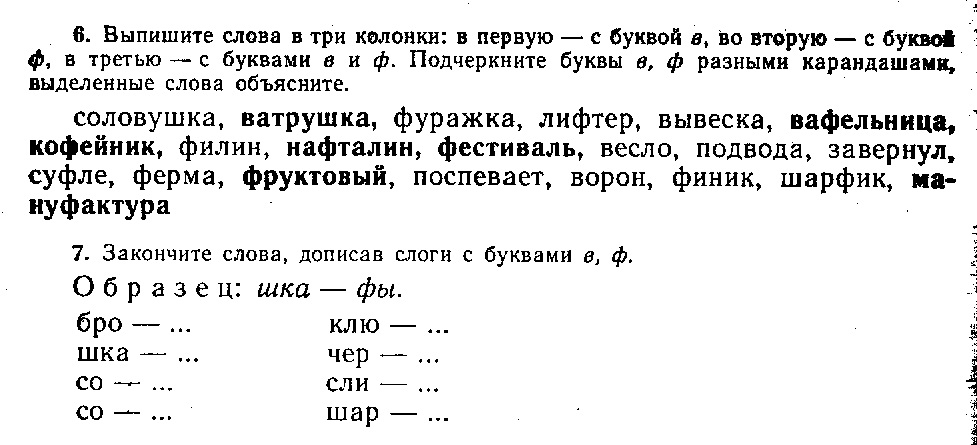 6. Выпишите слова в три колонки: в первую — с буквой в, во вторую — с буквой
ф, в третью — с буквами в и ф. Подчеркните буквы в, ф разными карандашами,
выделенные слова объясните.
соловушка, ватрушка, фуражка, лифтер, вывеска, вафельница,
кофейник, филин, нафталин, фестиваль, весло, подвода, завернул,
суфле, ферма, фруктовый, поспевает, ворон, финик, шарфик, ма-
нуфактура
7. Закончите слова, дописав слоги с буквами в, ф.
Образец: шка — фы.
бро — ... клю — ...
шка — ... чер — ...
со — ... сли — ...
со — ... шар — ...